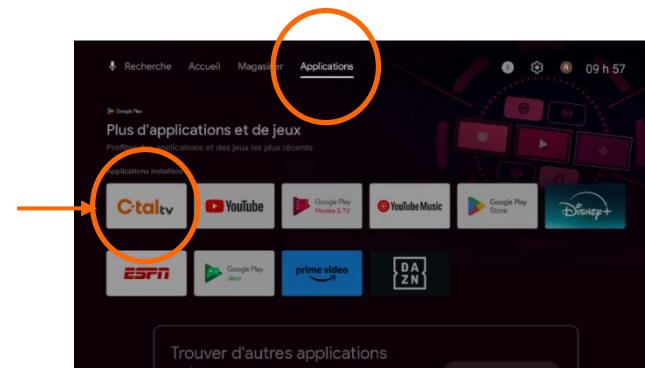 Recherche Accueil Magasiner Applications 09 h 57
Google Play
Plus d'applications et de jeux
Profitez des applications et des jeux les plus récents.
Applications installées
C-taltv YouTube Google Play Movies & TV YouTube Music Google Play Store Disney+
ESPN Google Play Jeux prime video DAZN
Trouver d'autres applications